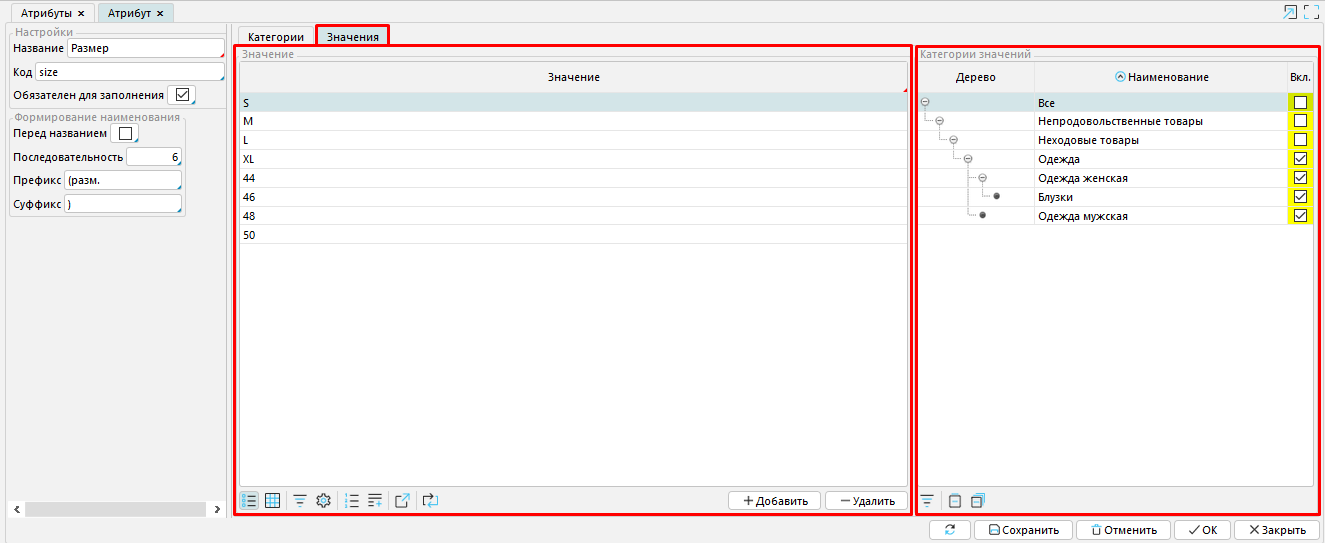 Атрибуты ×
Атрибут ×
Настройки
Название Размер
Код size
Обязателен для заполнения
Формирование наименования
Перед названием
Последовательность 6
Префикс (разм.
Суффикс )
Категории
Значения
Значение
Значение
S
M
L
XL
44
46
48
50
Добавить
Удалить
Категории значений
Дерево Наименование Вкл.
Все
Непродовольственные товары
Неходовые товары
Одежда
Одежда женская
Блузки
Одежда мужская
Сохранить
Отменить
OK
Закрыть